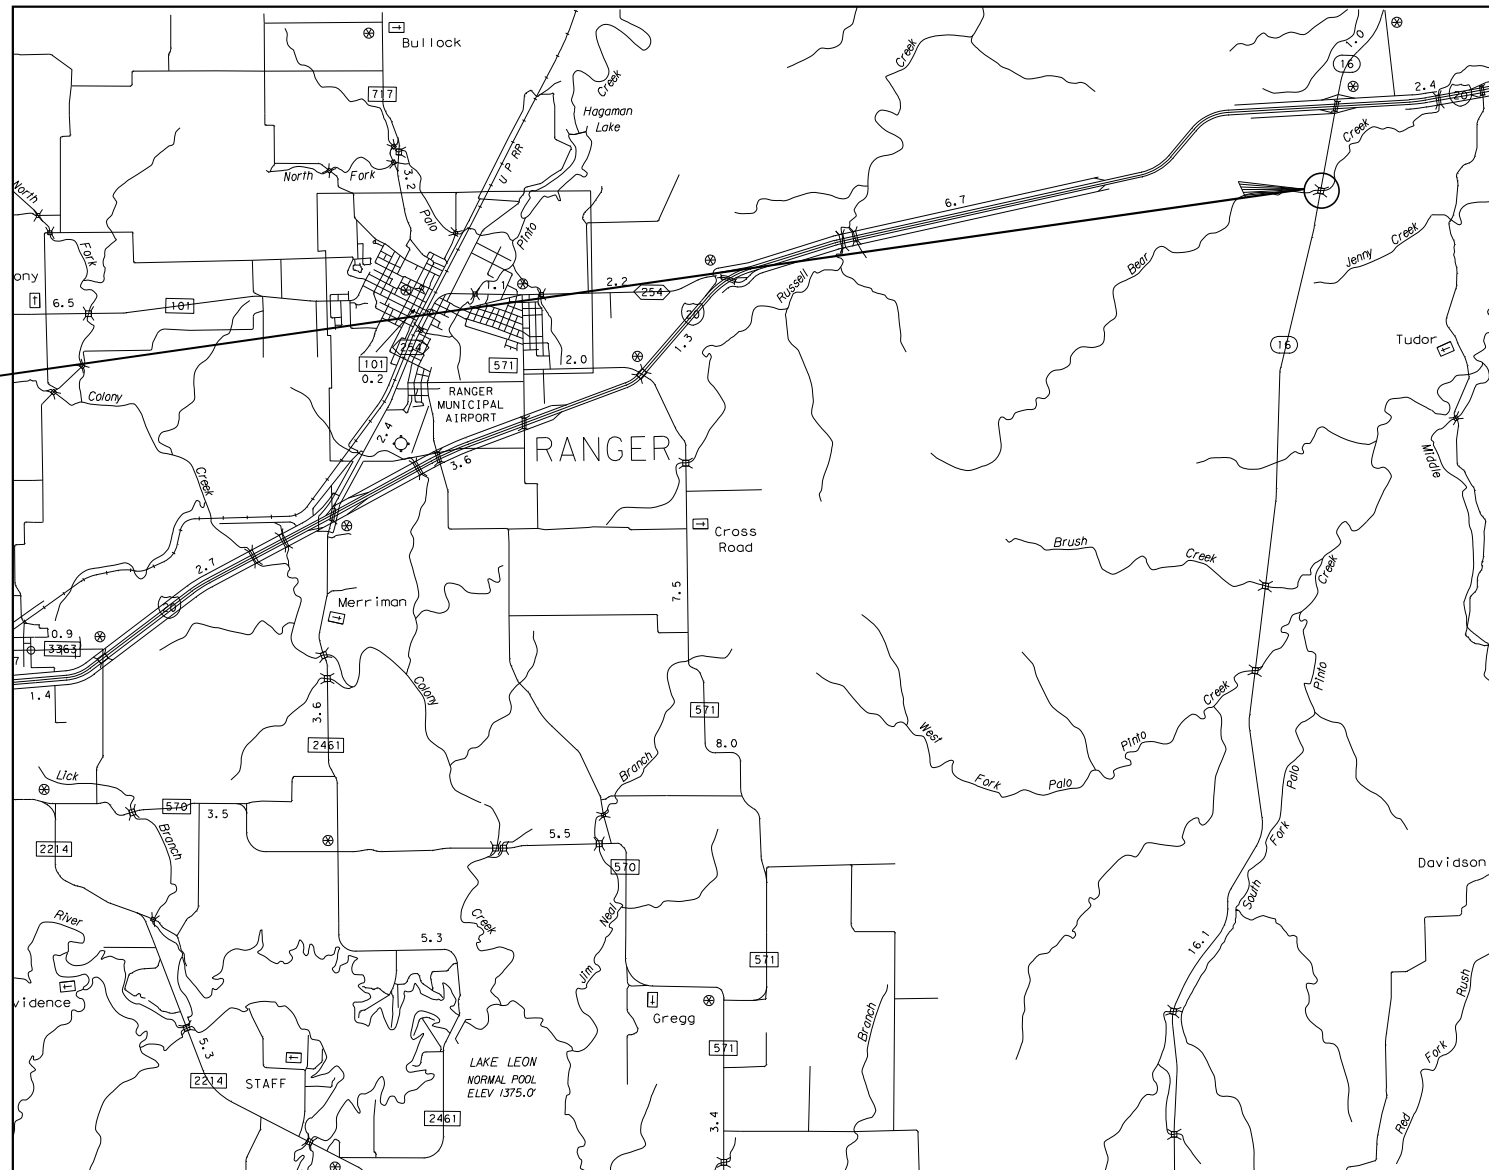 Bullock
717
Creek
Hagaman
Lake
Creek
1.0
16
2.4
20
Creek
U P RR
North
Fork
3.2
North
Palo
Pinto
6.7
Fork
ony
6.5
101
1.1
2.2
254
Russell
Bear
Jenny
Creek
20
1.3
16
Tudor
254
101
0.2
571
2.0
RANGER
MUNICIPAL
AIRPORT
Colony
2.4
RANGER
3.6
Middle
Creek
Cross
Road
Brush
Creek
Creek
2.7
20
7.5
Merriman
0.9
3363
7
1.4
Colony
3.6
Pinto
Creek
571
West
2461
8.0
Pinto
Branch
Fork
Palo
Palo
Lick
570
3.5
Branch
5.5
Fork
2214
570
Davidson
South
River
Creek
Neal
5.3
16.1
571
Jim
Rush
vidence
Gregg
Branch
5.3
571
Fork
LAKE LEON
NORMAL POOL
ELEV 1375.0'
2214
STAFF
2461
3.4
Red